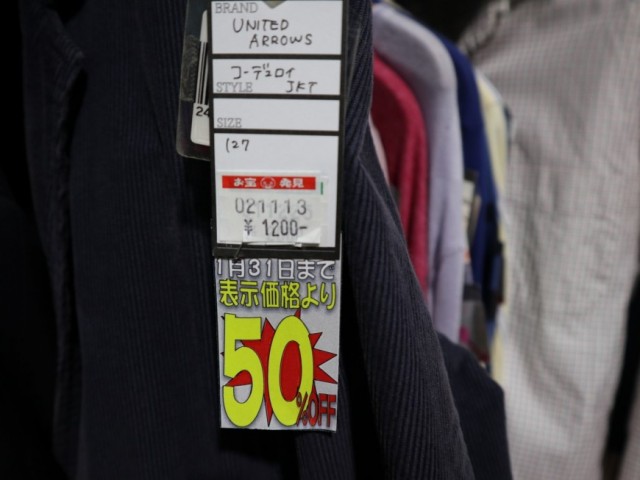 BRAND
UNITED
ARROWS
コーデュロイ
STYLE JKT
SIZE
127
お宝発見
021113
¥1200-
1月31日まで
表示価格より
50
%OFF
24